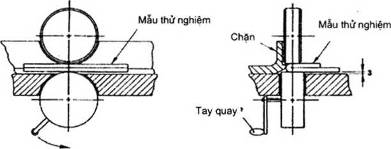 Mẫu thử nghiệm
Chặn
Mẫu thử nghiệm
3
Tay quay